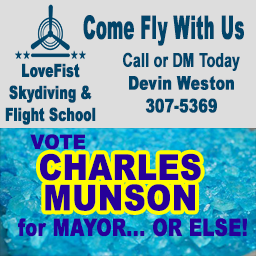 LoveFist
Skydiving &
Flight School
Come Fly With Us
Call or DM Today
Devin Weston
307-5369
VOTE
CHARLES
MUNSON
for MAYOR... OR ELSE!